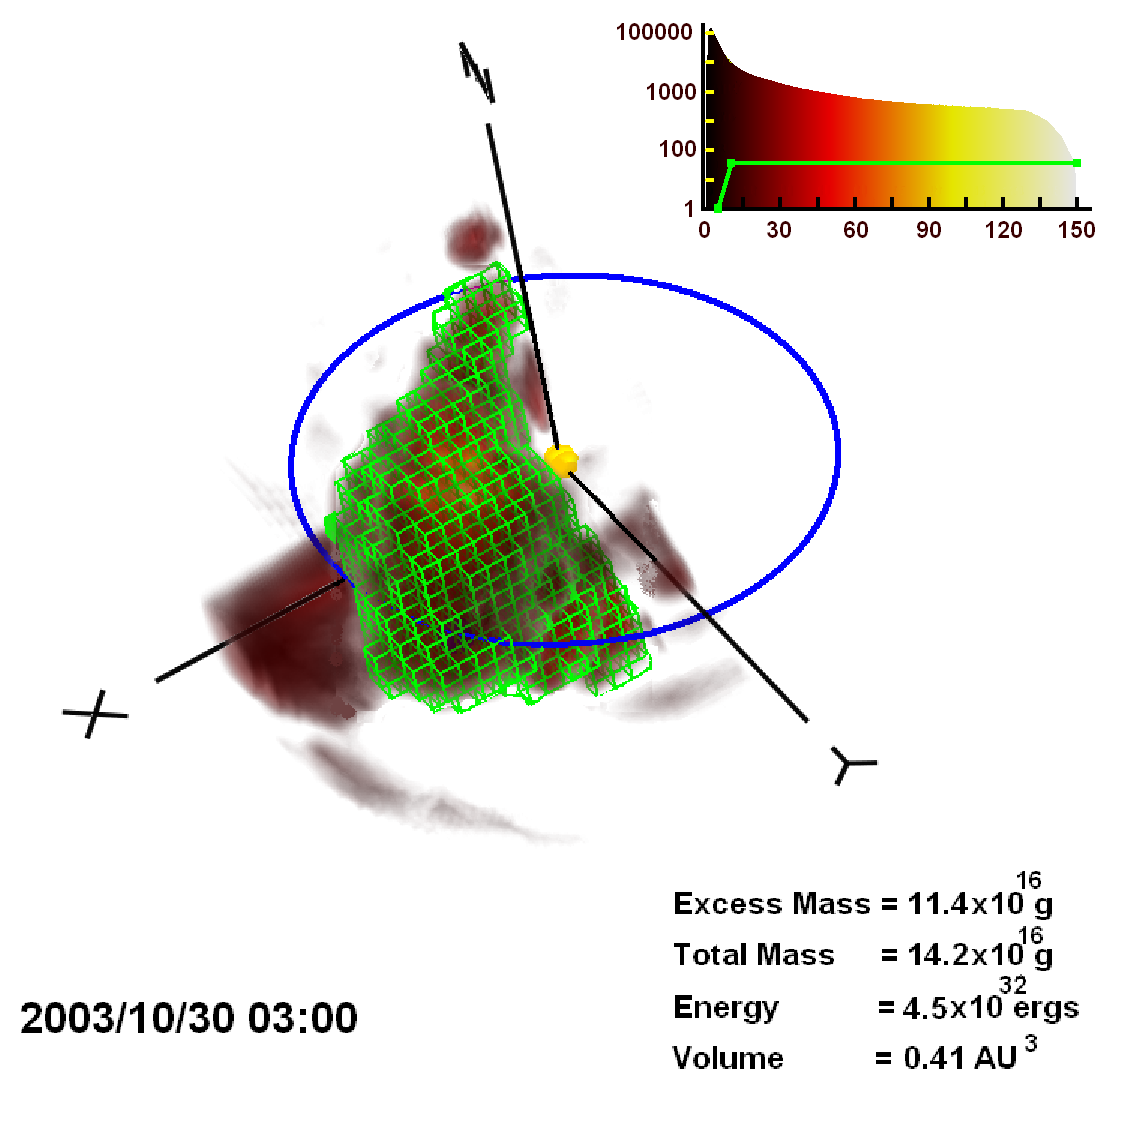 N
100000
1000
100
1
0 30 60 90 120 150
X
Y
Excess Mass = 11.4x10^16 g
Total Mass = 14.2x10^16 g
Energy = 4.5x10^32 ergs
Volume = 0.41 AU^3
2003/10/30 03:00